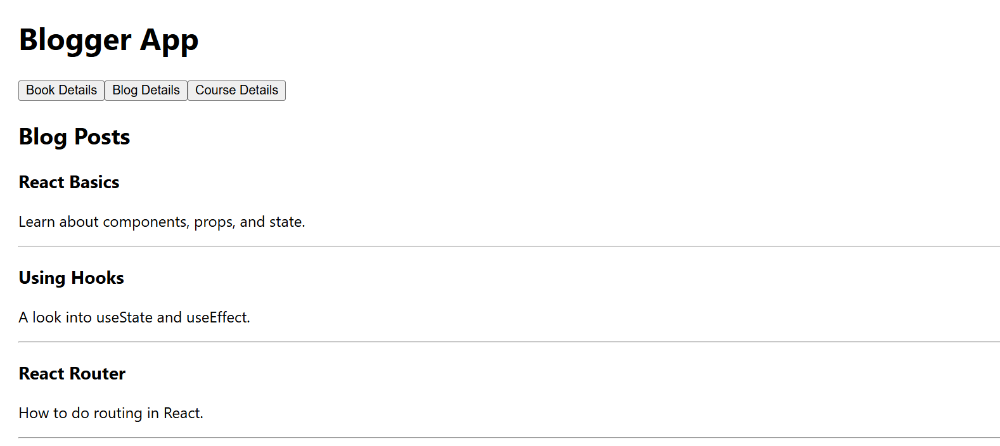 Blogger App
Book Details Blog Details Course Details
Blog Posts
React Basics
Learn about components, props, and state.
Using Hooks
A look into useState and useEffect.
React Router
How to do routing in React.